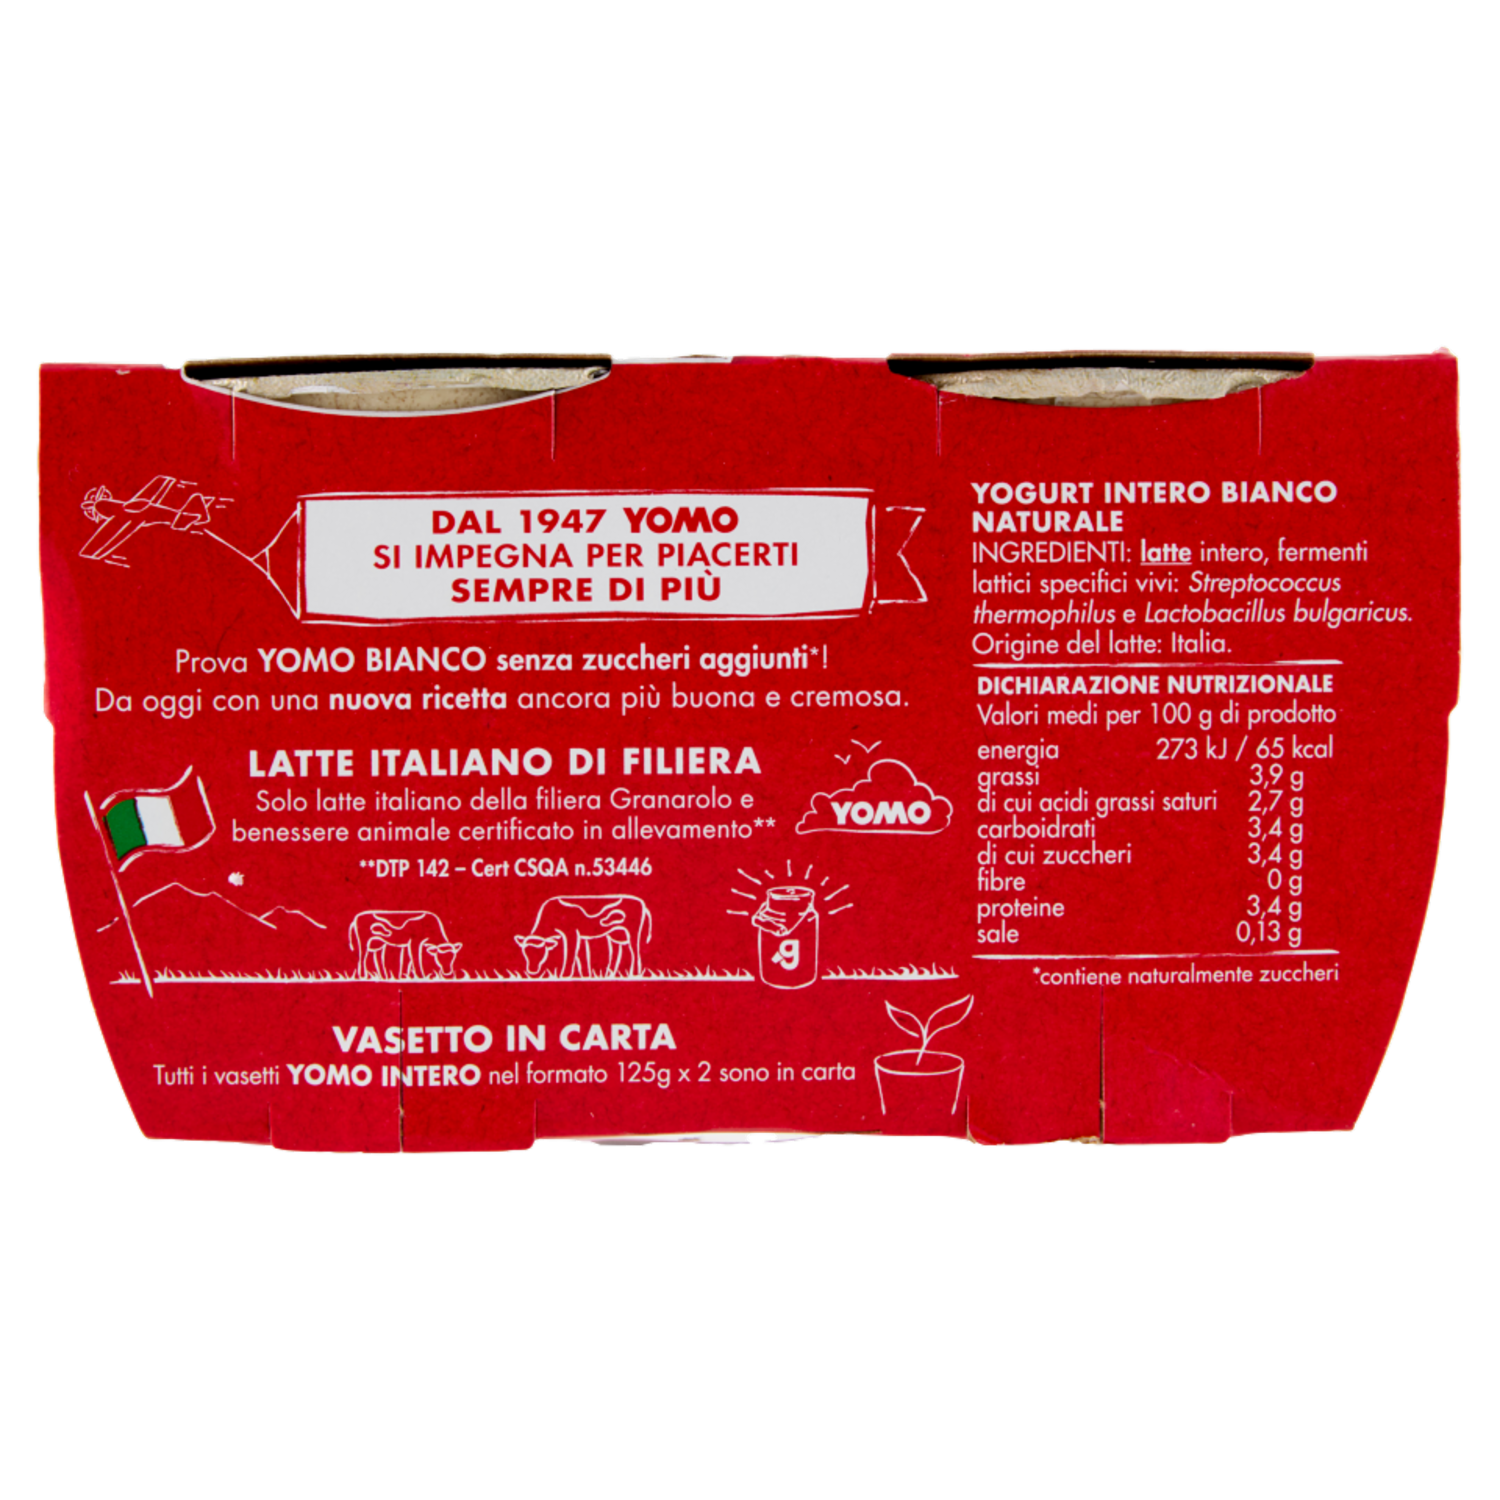 DAL 1947 YOMO
SI IMPEGNA PER PIACERTI
SEMPRE DI PIÙ
Prova YOMO BIANCO senza zuccheri aggiunti*!
Da oggi con una nuova ricetta ancora più buona e cremosa.
LATTE ITALIANO DI FILIERA
Solo latte italiano della filiera Granarolo e
benessere animale certificato in allevamento**
**DTP 142 – Cert CSQA n.53446
YOMO
g
VASETTO IN CARTA
Tutti i vasetti YOMO INTERO nel formato 125g x 2 sono in carta
YOGURT INTERO BIANCO
NATURALE
INGREDIENTI: latte intero, fermenti
lattici specifici vivi: Streptococcus
thermophilus e Lactobacillus bulgaricus.
Origine del latte: Italia.
DICHIARAZIONE NUTRIZIONALE
Valori medi per 100 g di prodotto
energia 273 kJ / 65 kcal
grassi 3,9 g
di cui acidi grassi saturi 2,7 g
carboidrati 3,4 g
di cui zuccheri 3,4 g
fibre 0 g
proteine 3,4 g
sale 0,13 g
*contiene naturalmente zuccheri